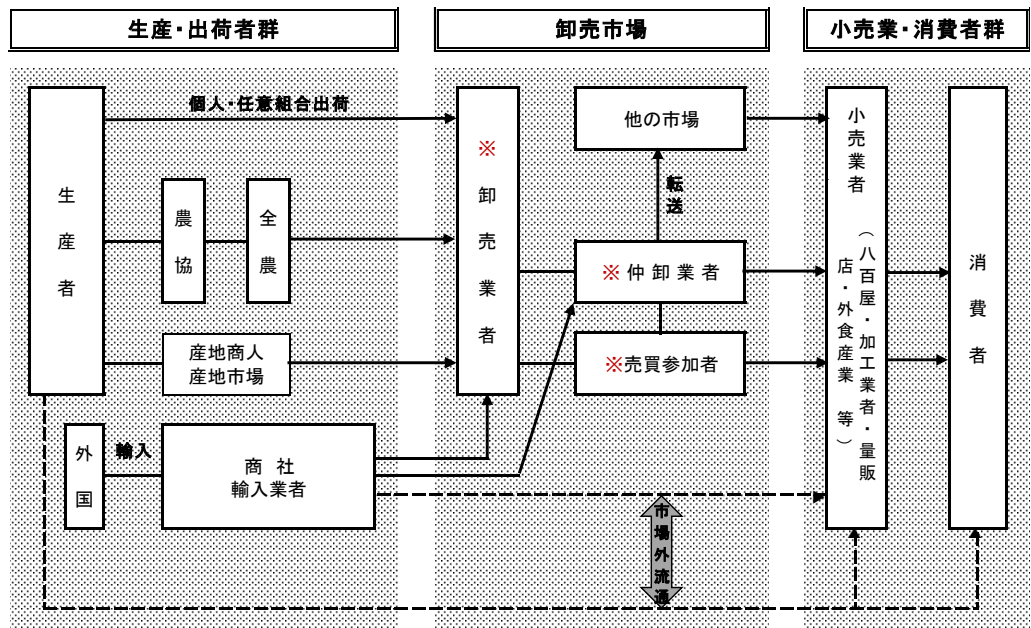 生産・出荷者群
卸売市場
小売業・消費者群
生産者
個人・任意組合出荷
農協
全農
産地商人
産地市場
外国
輸入
商社
輸入業者
※卸売業者
他の市場
転送
※仲卸業者
※売買参加者
市場外流通
小売業者
（八百屋・加工業者・量販
店・外食産業 等）
消費者